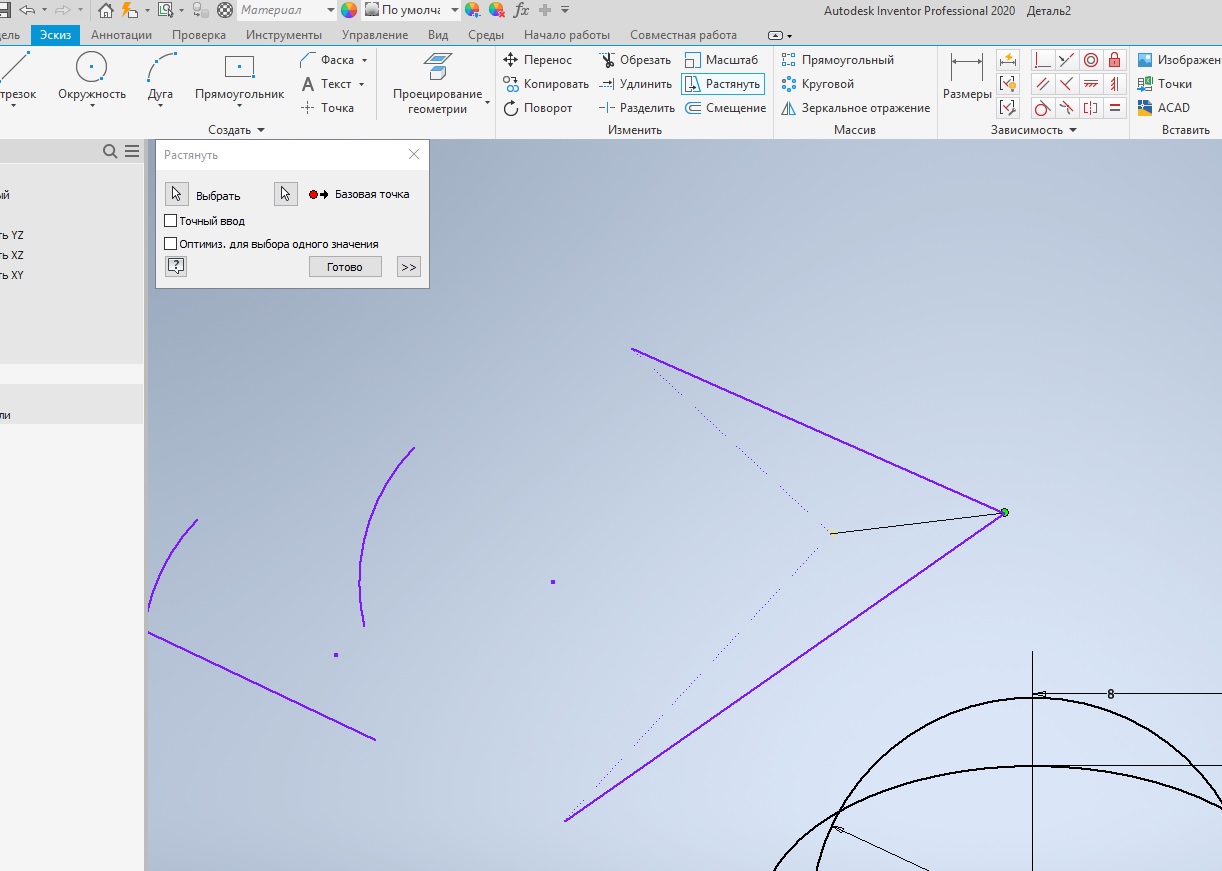 Материал
По умолча
fx
Autodesk Inventor Professional 2020 Деталь2
дель Эскиз Аннотации Проверка Инструменты Управление Вид Среды Начало работы Совместная работа
трезок
Окружность
Дуга
Прямоугольник
Фаска
A Текст
Точка
Создать
Проецирование
геометрии
Перенос
Обрезать
Масштаб
Копировать
Удлинить
Растянуть
Поворот
Разделить
Смещение
Изменить
Прямоугольный
Круговой
Зеркальное отражение
Массив
Размеры
Зависимость
Изображен
Точки
ACAD
Вставить
Растянуть
Выбрать
Базовая точка
Точный ввод
Оптимиз. для выбора одного значения
?
Готово
>>
ый
ть YZ
ть XZ
ть XY
ли
8